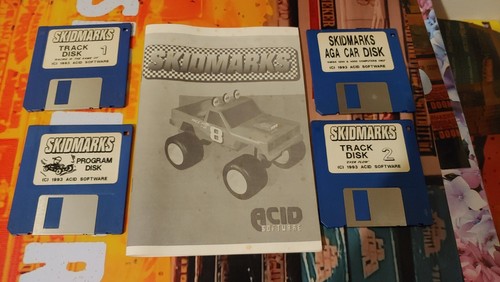 SKIDMARKS
TRACK
DISK 1
(C) 1993 ACID SOFTWARE
SKIDMARKS
PROGRAM
DISK
(C) 1993 ACID SOFTWARE
SKIDMARKS
8
ACID
SOFTWARE
SKIDMARKS
AGA CAR DISK
(C) 1993 ACID SOFTWARE
SKIDMARKS
TRACK
DISK 2
(C) 1993 ACID SOFTWARE